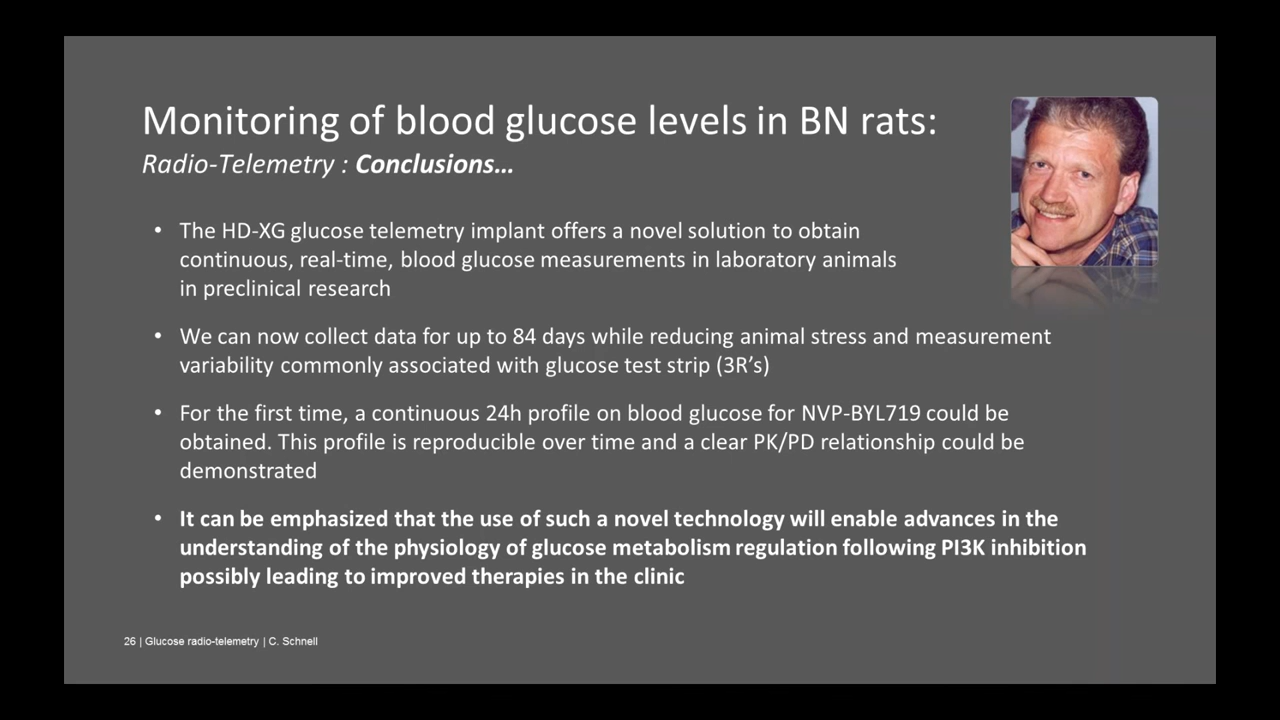 Monitoring of blood glucose levels in BN rats:
Radio-Telemetry : Conclusions...
• The HD-XG glucose telemetry implant offers a novel solution to obtain
continuous, real-time, blood glucose measurements in laboratory animals
in preclinical research
• We can now collect data for up to 84 days while reducing animal stress and measurement
variability commonly associated with glucose test strip (3R’s)
• For the first time, a continuous 24h profile on blood glucose for NVP-BYL719 could be
obtained. This profile is reproducible over time and a clear PK/PD relationship could be
demonstrated
• It can be emphasized that the use of such a novel technology will enable advances in the
understanding of the physiology of glucose metabolism regulation following PI3K inhibition
possibly leading to improved therapies in the clinic
26 | Glucose radio-telemetry | C. Schnell